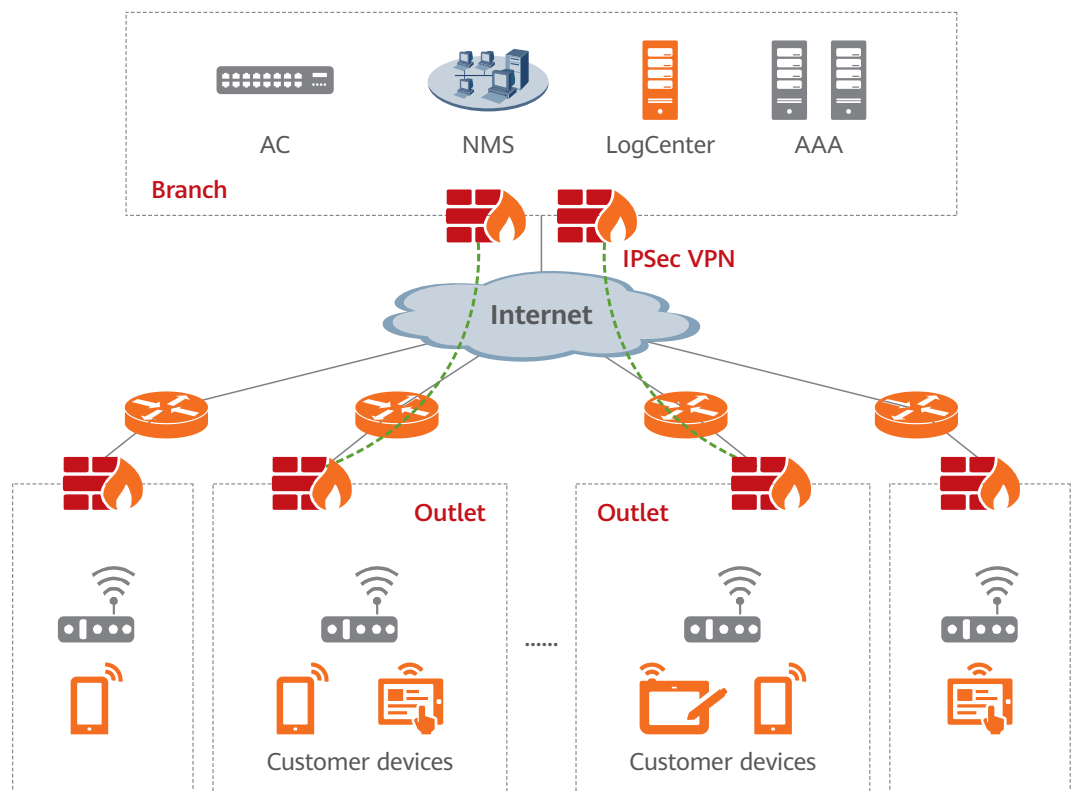 AC
NMS
LogCenter
AAA
Branch
IPSec VPN
Internet
Outlet
Outlet
......
Customer devices
Customer devices